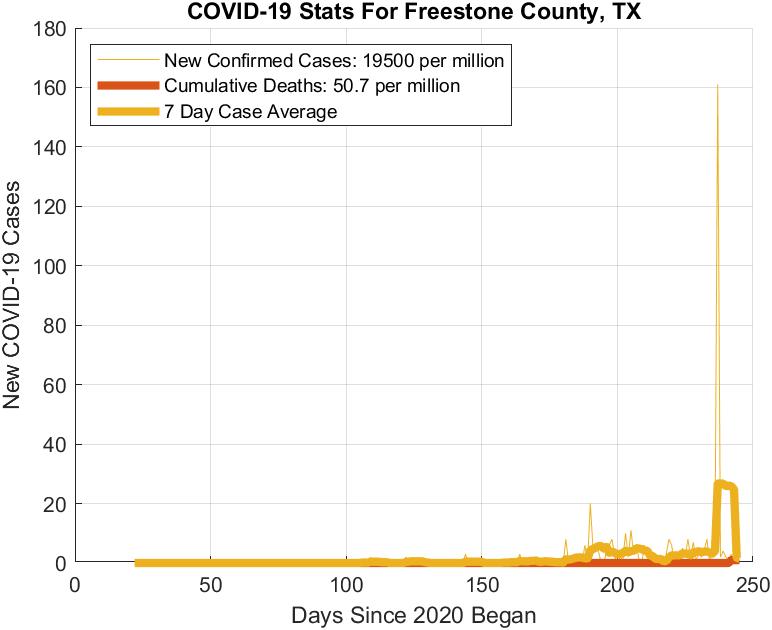 COVID-19 Stats For Freestone County, TX
New Confirmed Cases: 19500 per million
Cumulative Deaths: 50.7 per million
7 Day Case Average
New COVID-19 Cases
180
160
140
120
100
80
60
40
20
0
0 50 100 150 200 250
Days Since 2020 Began